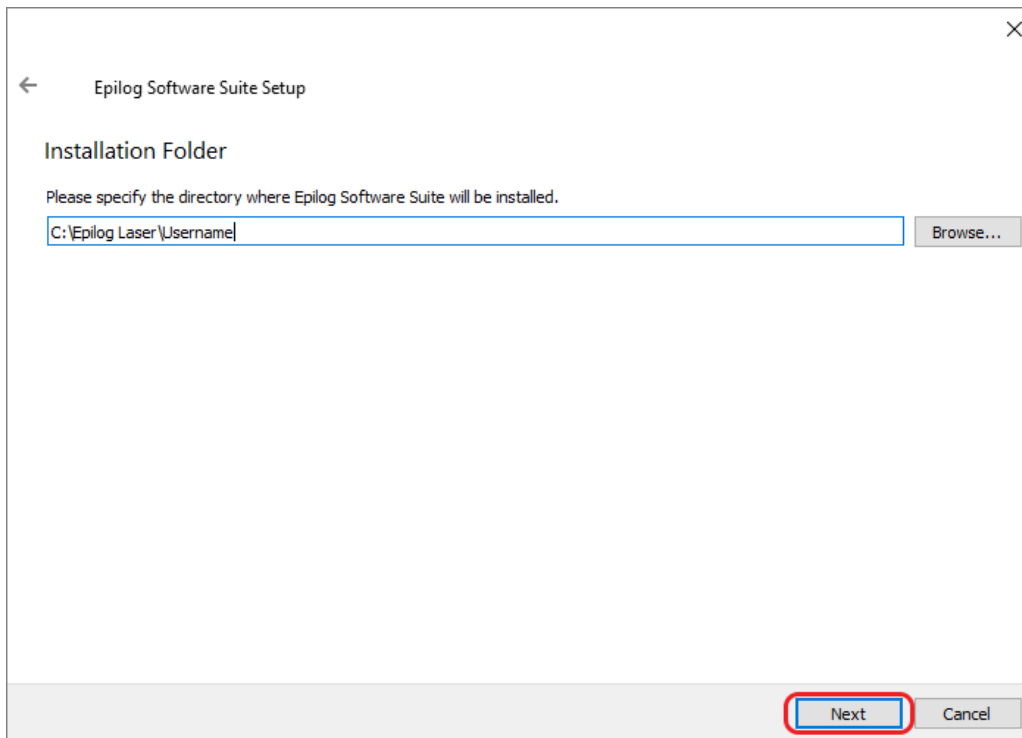 Epilog Software Suite Setup
Installation Folder
Please specify the directory where Epilog Software Suite will be installed.
C:\Epilog Laser\Username
Browse...
Next
Cancel